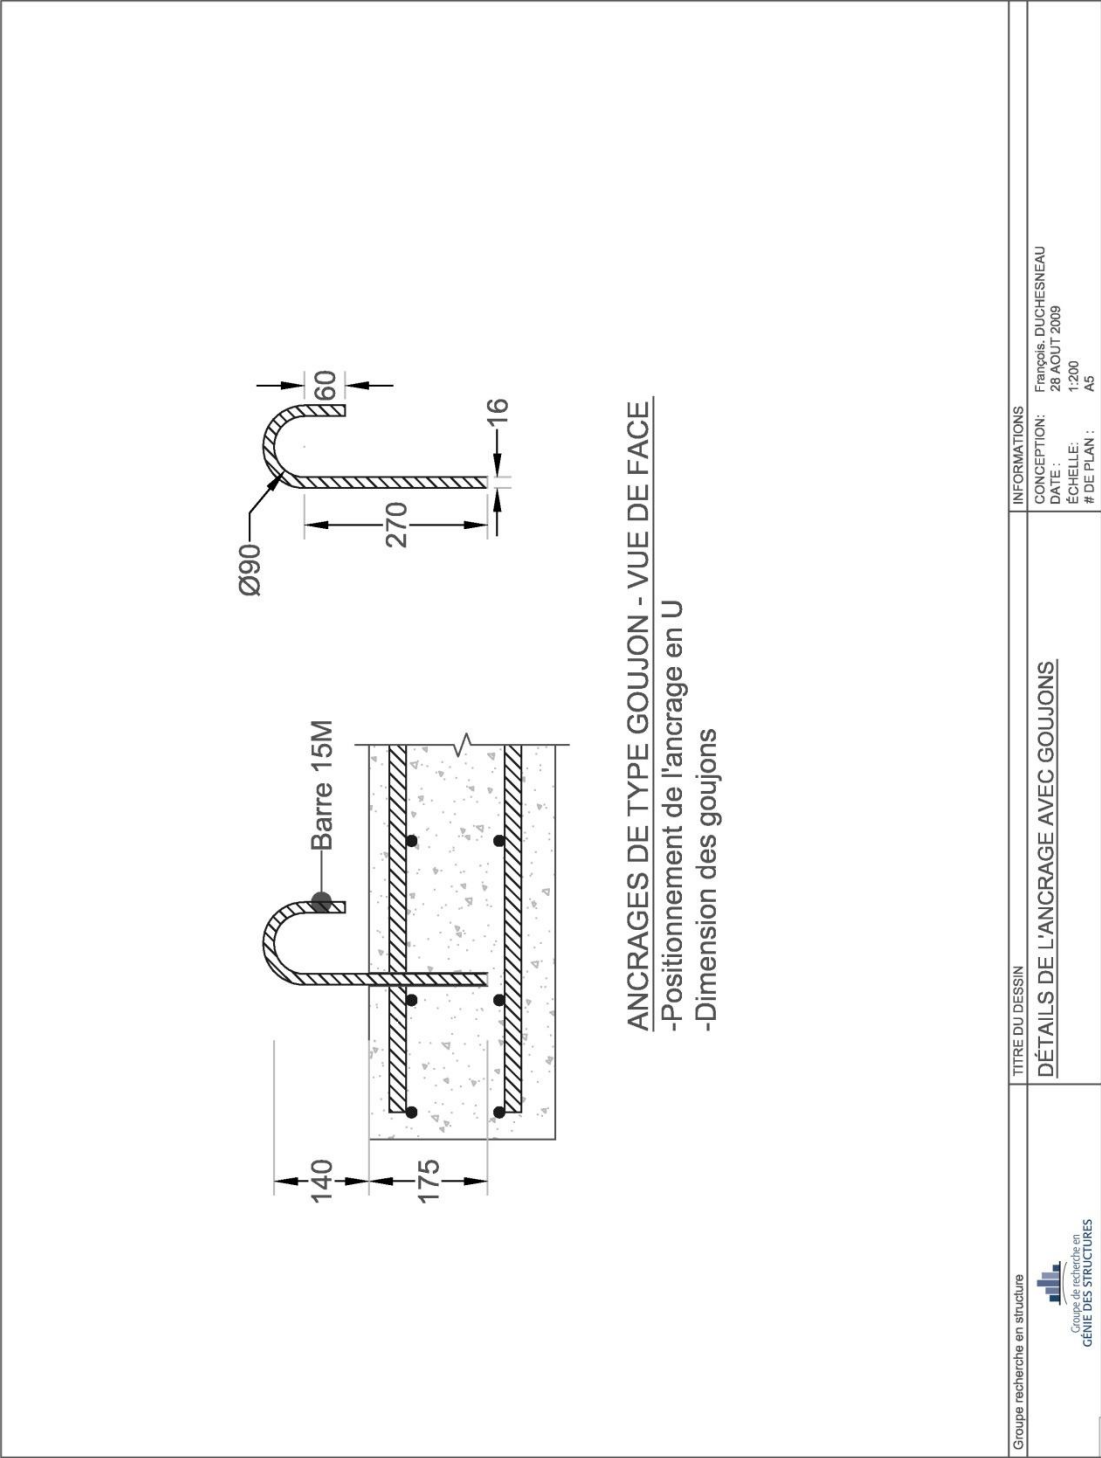 Ø90
60
270
16
Barre 15M
140
175
ANCRAGES DE TYPE GOUJON - VUE DE FACE
-Positionnement de l'ancrage en U
-Dimension des goujons
Groupe recherche en structure
Groupe de recherche en
GÉNIE DES STRUCTURES
TITRE DU DESSIN
DÉTAILS DE L'ANCRAGE AVEC GOUJONS
INFORMATIONS
CONCEPTION: François. DUCHESNEAU
DATE : 28 AOUT 2009
ÉCHELLE: 1:200
# DE PLAN : A5